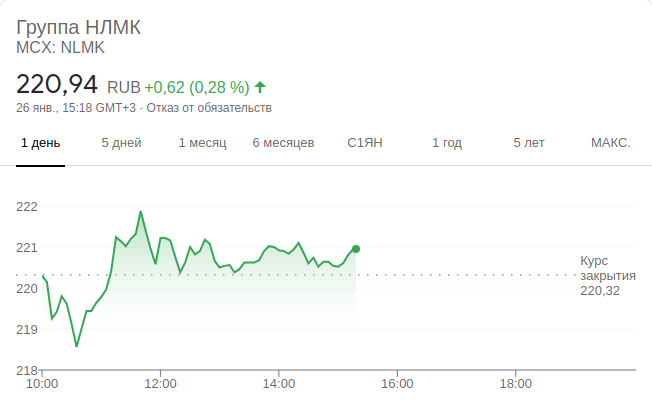 Группа НЛМК
MCX: NLMK
220,94 RUB +0,62 (0,28 %)
26 янв., 15:18 GMT+3 · Отказ от обязательств
1 день 5 дней 1 месяц 6 месяцев С1ЯН 1 год 5 лет МАКС.
222
221
220
219
218
Курс
закрытия
220,32
10:00 12:00 14:00 16:00 18:00